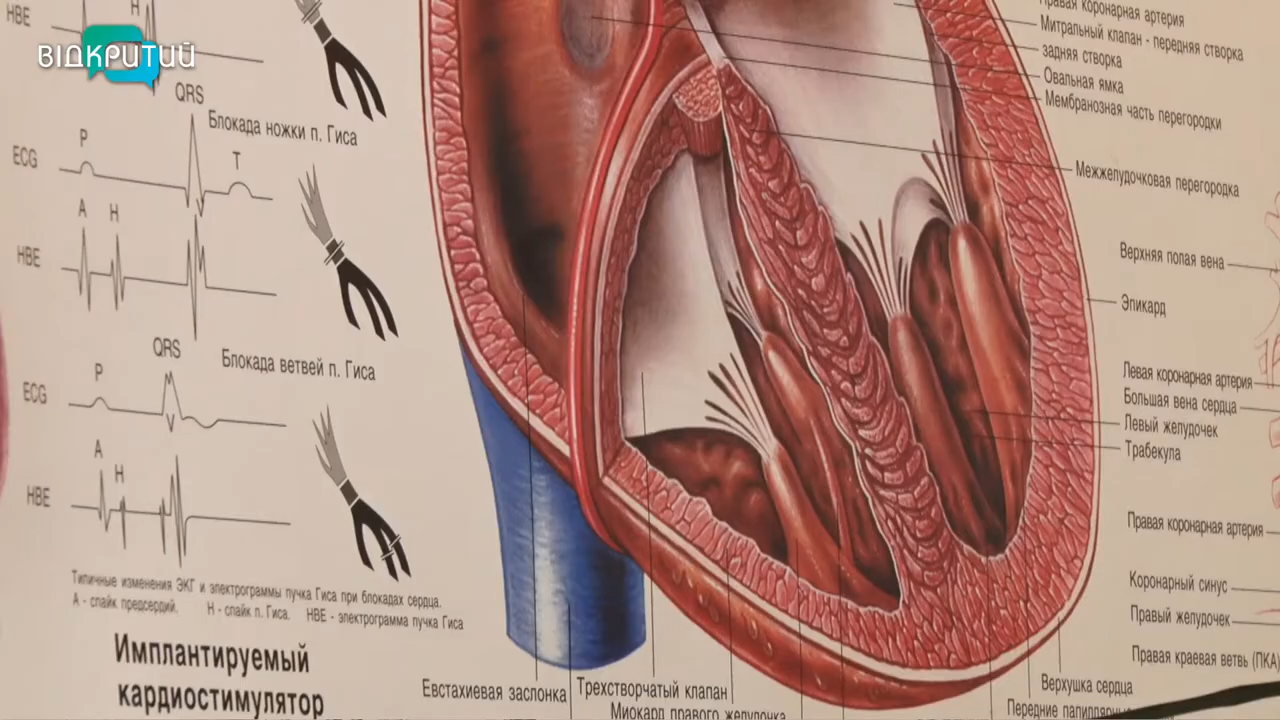 HBE
H
ВІДКРИТИЙ
QRS
Блокада ножки п. Гиса
ECG
P
T
A
H
HBE
QRS
Блокада ветвей п. Гиса
ECG
P
A
H
HBE
Типичные изменения ЭКГ и электрограммы пучка Гиса при блокадах сердца.
А - спайк предсердий. Н - спайк п. Гиса. НВЕ - электрограмма пучка Гиса
Имплантируемый
кардиостимулятор
Правая коронарная артерия
Митральный клапан - передняя створка
задняя створка
Овальная ямка
Мембранозная часть перегородки
Межжелудочковая перегородка
Верхняя полая вена
Эпикард
Левая коронарная артерия
Большая вена сердца
Левый желудочек
Трабекула
Правая коронарная артерия
Коронарный синус
Правый желудочек
Правая краевая ветвь (ПКА)
Верхушка сердца
Передние
Евстахиевая заслонка
Трехстворчатый клапан
Миокард правого желудочка